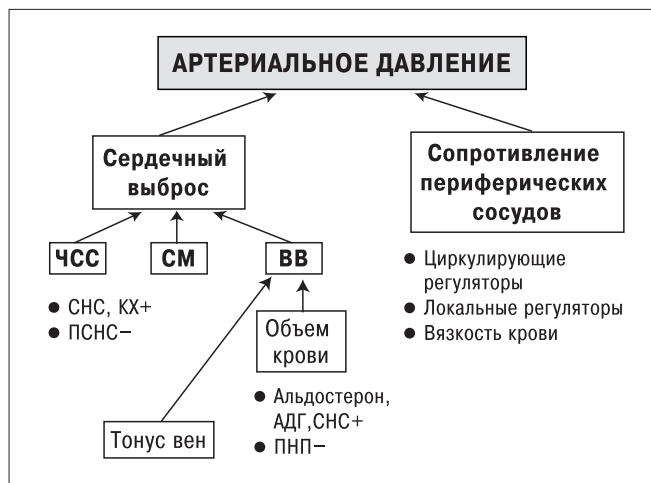 АРТЕРИАЛЬНОЕ ДАВЛЕНИЕ
Сердечный
выброс
Сопротивление
периферических
сосудов
ЧСС
СМ
ВВ
● Циркулирующие
регуляторы
● Локальные регуляторы
● Вязкость крови
● СНС, КХ+
● ПСНС−
Объем
крови
● Альдостерон,
АДГ,СНС+
● ПНП−
Тонус вен